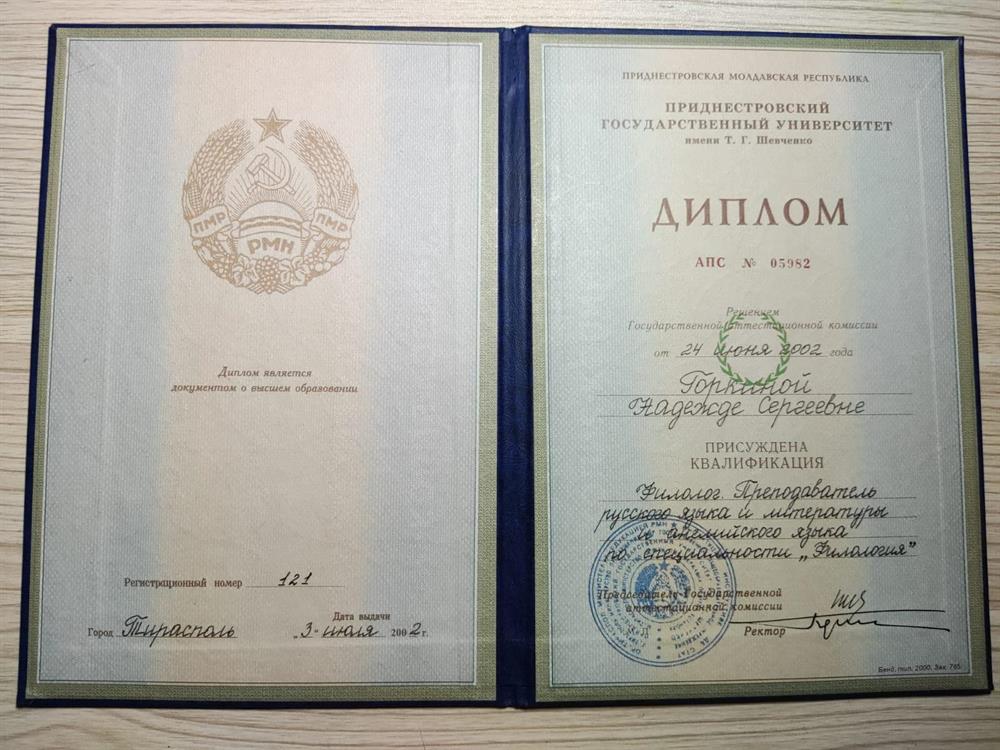 ПМР
РМН
ПМР
Диплом является
документом о высшем образовании
Регистрационный номер 121
Дата выдачи
Город Тирасполь „3“ июля 2002 г.
ПРИДНЕСТРОВСКАЯ МОЛДАВСКАЯ РЕСПУБЛИКА
ПРИДНЕСТРОВСКИЙ
ГОСУДАРСТВЕННЫЙ УНИВЕРСИТЕТ
имени Т. Г. Шевченко
ДИПЛОМ
АПС № 05982
Решением
Государственной аттестационной комиссии
от 24 июня 2002 года
Горкиной
Надежде Сергеевне
ПРИСУЖДЕНА
КВАЛИФИКАЦИЯ
Филолог. Преподаватель
русского языка и литературы
и английского языка
по специальности „Филология”
Председатель Государственной
аттестационной комиссии
Ректор
Бенд. тип. 2000. Зак. 765.